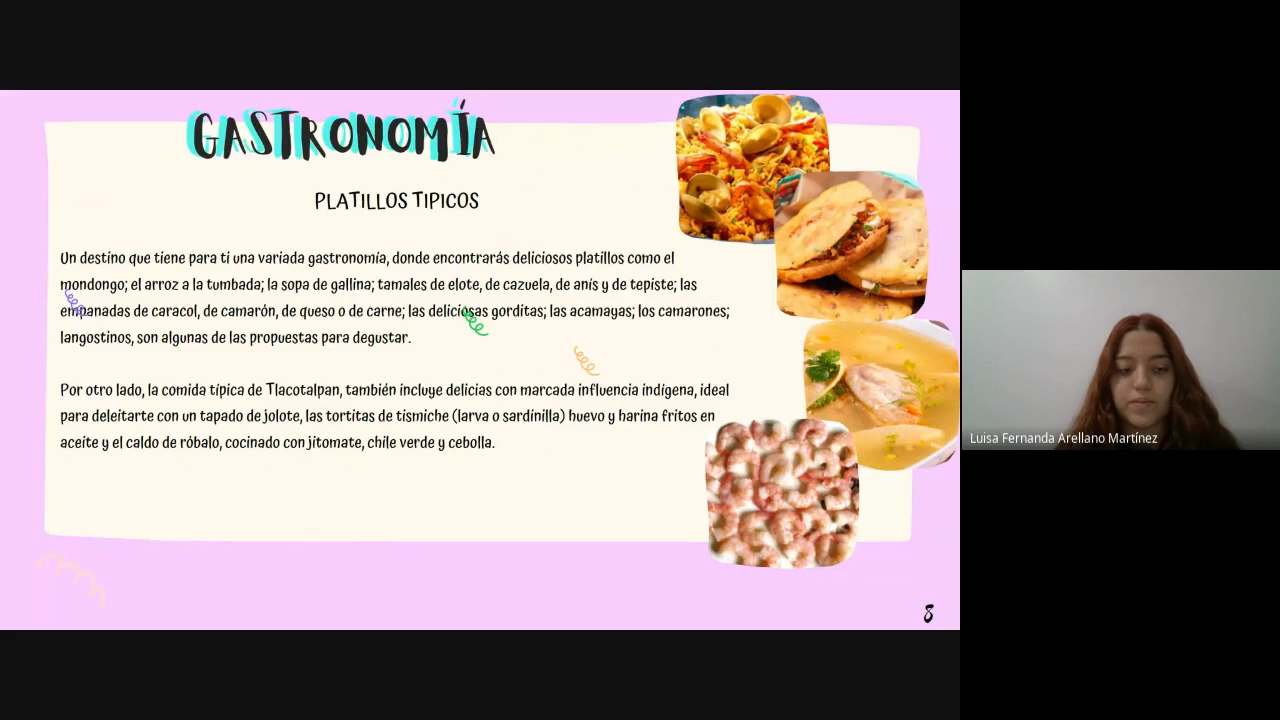 GASTRONOMÍA
PLATILLOS TIPICOS
Un destino que tiene para ti una variada gastronomía, donde encontrarás deliciosos platillos como el
mondongo; el arroz a la tumbada; la sopa de gallina; tamales de elote, de cazuela, de anís y de tepiste; las
empanadas de caracol, de camarón, de queso o de carne; las deliciosas gorditas; las acamayas; los camarones;
langostinos, son algunas de las propuestas para degustar.
Por otro lado, la comida típica de Tlacotalpan, también incluye delicias con marcada influencia indígena, ideal
para deleitarte con un tapado de jolote, las tortitas de tismiche (larva o sardinilla) huevo y harina fritos en
aceite y el caldo de róbalo, cocinado con jitomate, chile verde y cebolla.
Luisa Fernanda Arellano Martínez
8